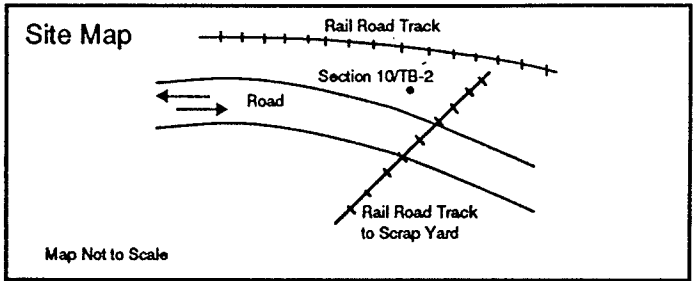 Site Map
Rail Road Track
Section 10/TB-2
Road
Rail Road Track
to Scrap Yard
Map Not to Scale